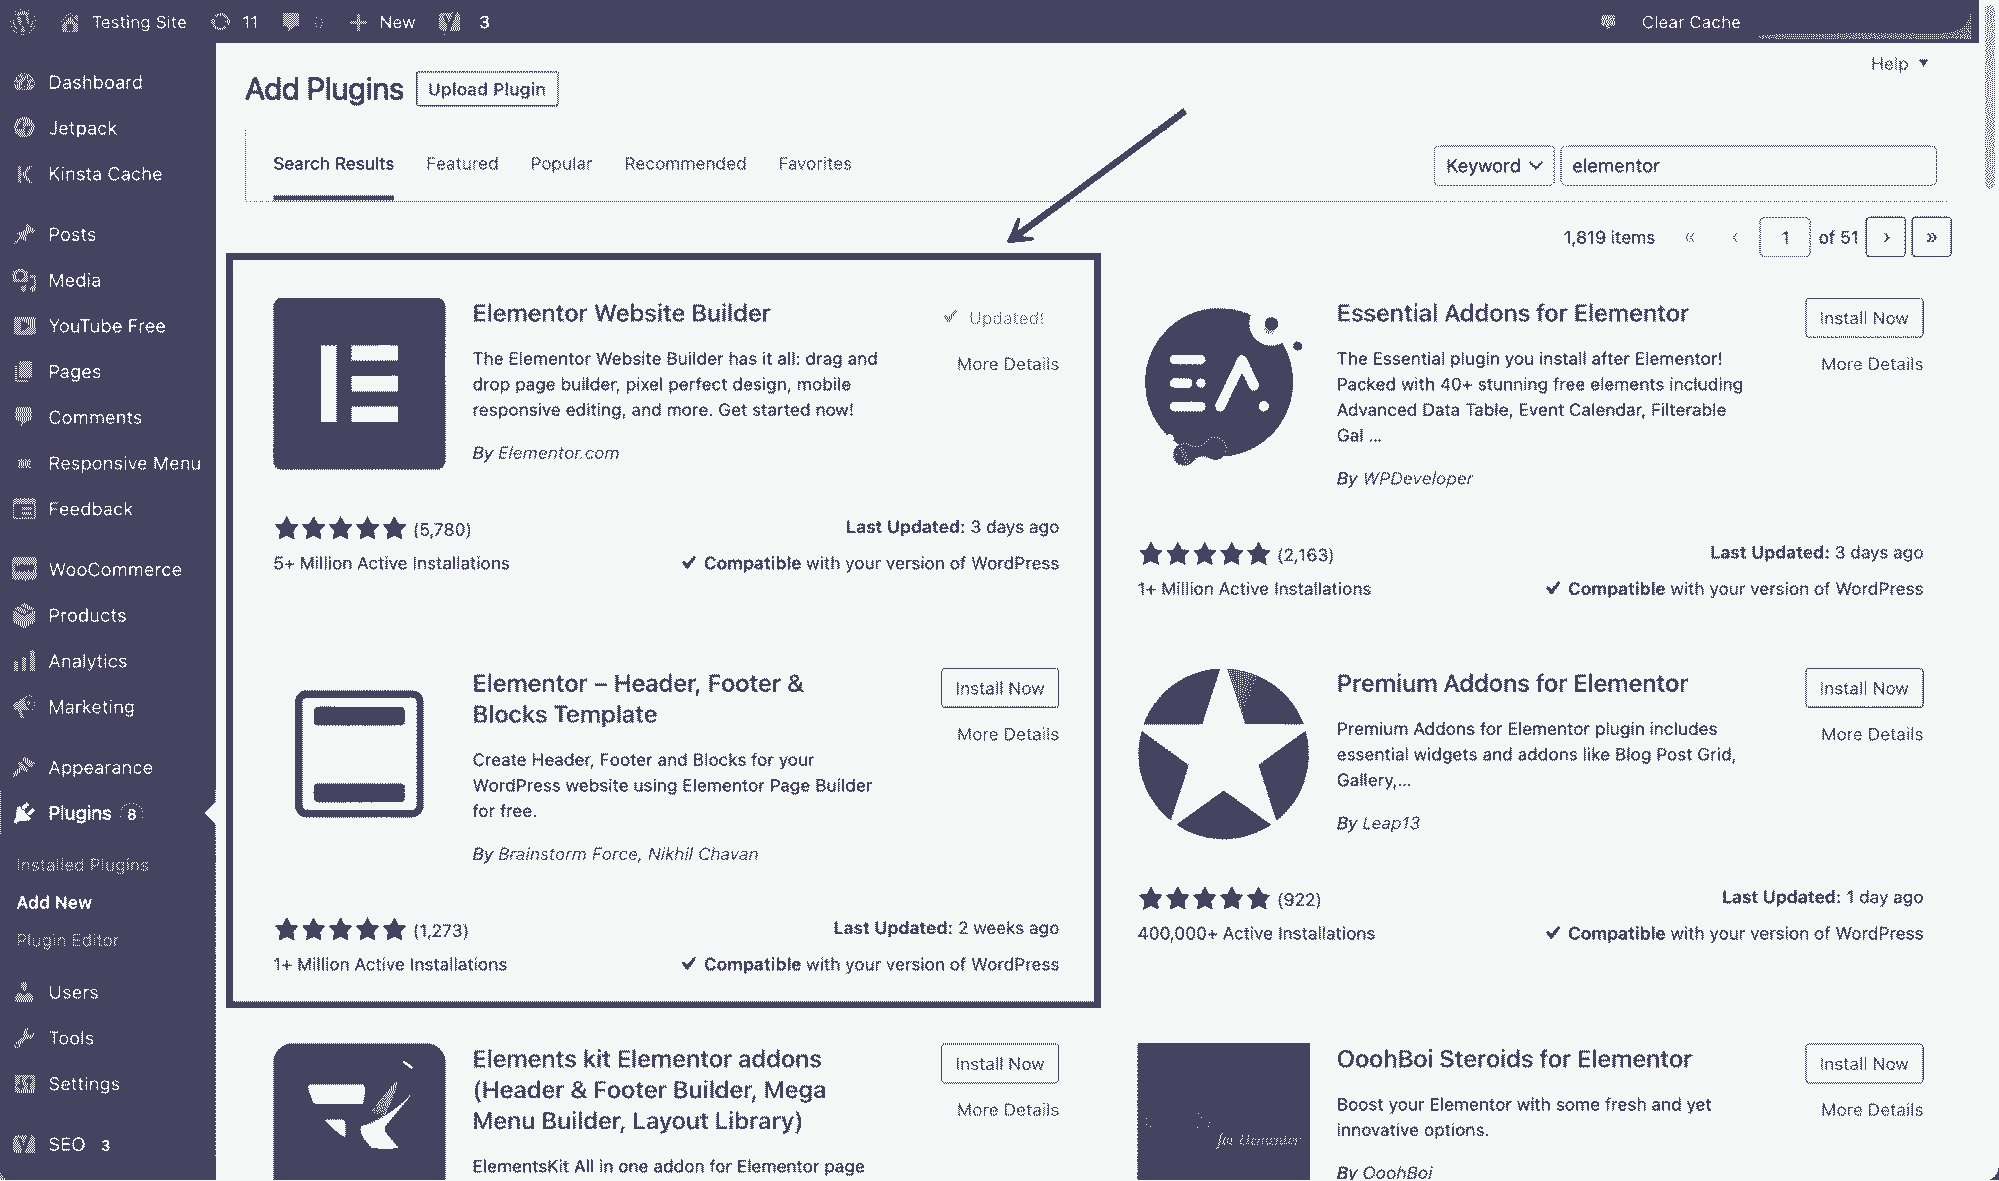 Testing Site 11 New 3 Clear Cache
Help
Dashboard
Jetpack
Kinsta Cache
Posts
Media
YouTube Free
Pages
Comments
Responsive Menu
Feedback
WooCommerce
Products
Analytics
Marketing
Appearance
Plugins 8
Installed Plugins
Add New
Plugin Editor
Users
Tools
Settings
SEO 3
Add Plugins Upload Plugin
Search Results Featured Popular Recommended Favorites
Keyword elementor
1,819 items « ‹ 1 of 51 › »
Elementor Website Builder
Updated!
More Details
The Elementor Website Builder has it all: drag and
drop page builder, pixel perfect design, mobile
responsive editing, and more. Get started now!
By Elementor.com
(5,780)
Last Updated: 3 days ago
5+ Million Active Installations
Compatible with your version of WordPress
Essential Addons for Elementor
Install Now
More Details
The Essential plugin you install after Elementor!
Packed with 40+ stunning free elements including
Advanced Data Table, Event Calendar, Filterable
Gal ...
By WPDeveloper
(2,163)
Last Updated: 3 days ago
1+ Million Active Installations
Compatible with your version of WordPress
Elementor – Header, Footer &
Blocks Template
Install Now
More Details
Create Header, Footer and Blocks for your
WordPress website using Elementor Page Builder
for free.
By Brainstorm Force, Nikhil Chavan
(1,273)
Last Updated: 2 weeks ago
1+ Million Active Installations
Compatible with your version of WordPress
Premium Addons for Elementor
Install Now
More Details
Premium Addons for Elementor plugin includes
essential widgets and addons like Blog Post Grid,
Gallery,...
By Leap13
(922)
Last Updated: 1 day ago
400,000+ Active Installations
Compatible with your version of WordPress
Elements kit Elementor addons
(Header & Footer Builder, Mega
Menu Builder, Layout Library)
Install Now
More Details
ElementsKit All in one addon for Elementor page
OoohBoi Steroids for Elementor
Install Now
More Details
Boost your Elementor with some fresh and yet
innovative options.
By OoohBoi
for Elementor